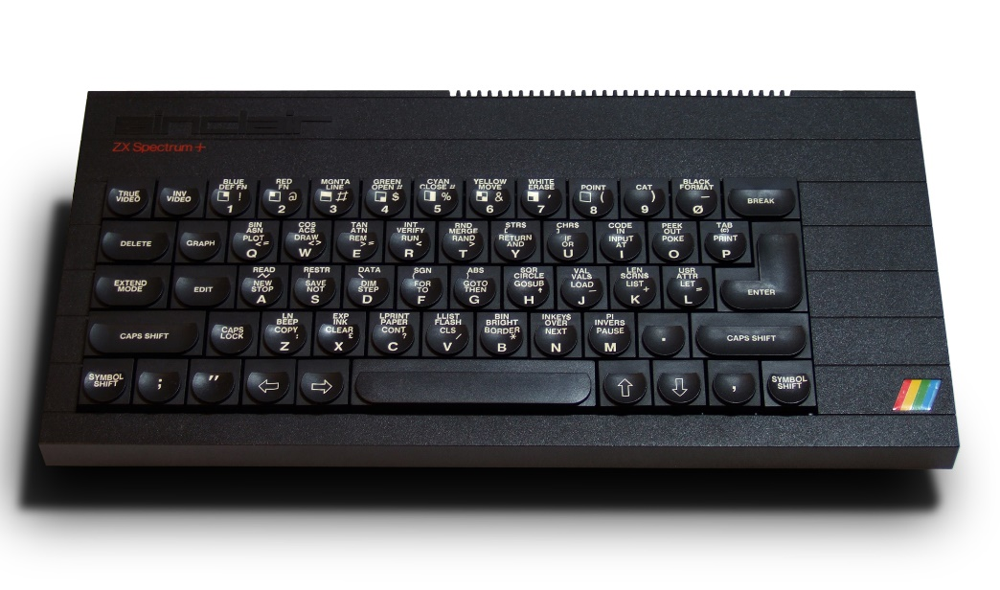 sinclair
ZX Spectrum+
TRUE VIDEO
INV VIDEO
BLUE DEF FN ! 1
RED FN @ 2
MGNTA LINE # 3
GREEN OPEN # $ 4
CYAN CLOSE # % 5
YELLOW MOVE & 6
WHITE ERASE ' 7
POINT ( 8
CAT ) 9
BLACK FORMAT _ Ø
BREAK
DELETE
GRAPH
SIN ASN PLOT <= Q
COS ACS DRAW <> W
TAN ATN REM >= E
INT VERIFY RUN < R
RND MERGE RAND > T
STR$ [ RETURN AND Y
CHR$ ] IF OR U
CODE IN INPUT AT I
PEEK OUT POKE ; O
TAB (c) PRINT " P
EXTEND MODE
EDIT
READ ~ NEW STOP A
RESTR | SAVE NOT S
DATA \ DIM STEP D
SGN { FOR TO F
ABS } GOTO THEN G
SQR CIRCLE GOSUB ↑ H
VAL VAL$ LOAD - J
LEN SCRN$ LIST + K
USR ATTR LET = L
ENTER
CAPS SHIFT
CAPS LOCK
LN BEEP COPY : Z
EXP INK CLEAR £ X
LPRINT PAPER CONT ? C
LLIST FLASH CLS / V
BIN BRIGHT BORDER * B
INKEY$ OVER NEXT N
PI INVERS PAUSE M
.
CAPS SHIFT
SYMBOL SHIFT
;
"
⇦
⇨
⇧
⇩
,
SYMBOL SHIFT